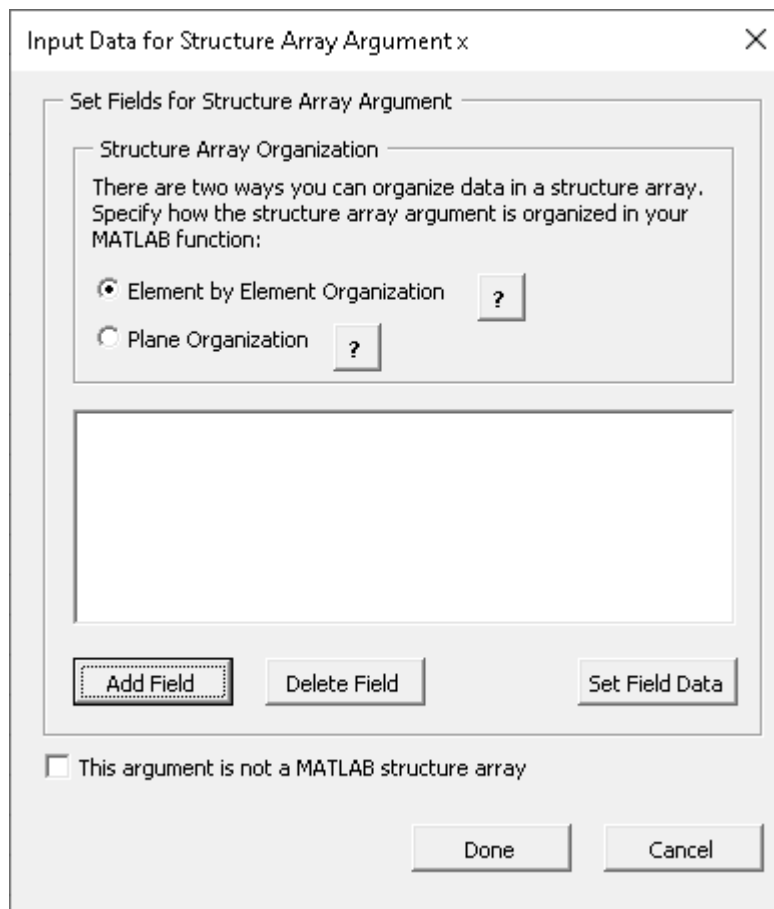 Input Data for Structure Array Argument x
Set Fields for Structure Array Argument
Structure Array Organization
There are two ways you can organize data in a structure array.
Specify how the structure array argument is organized in your
MATLAB function:
Element by Element Organization ?
Plane Organization ?
Add Field Delete Field Set Field Data
This argument is not a MATLAB structure array
Done Cancel